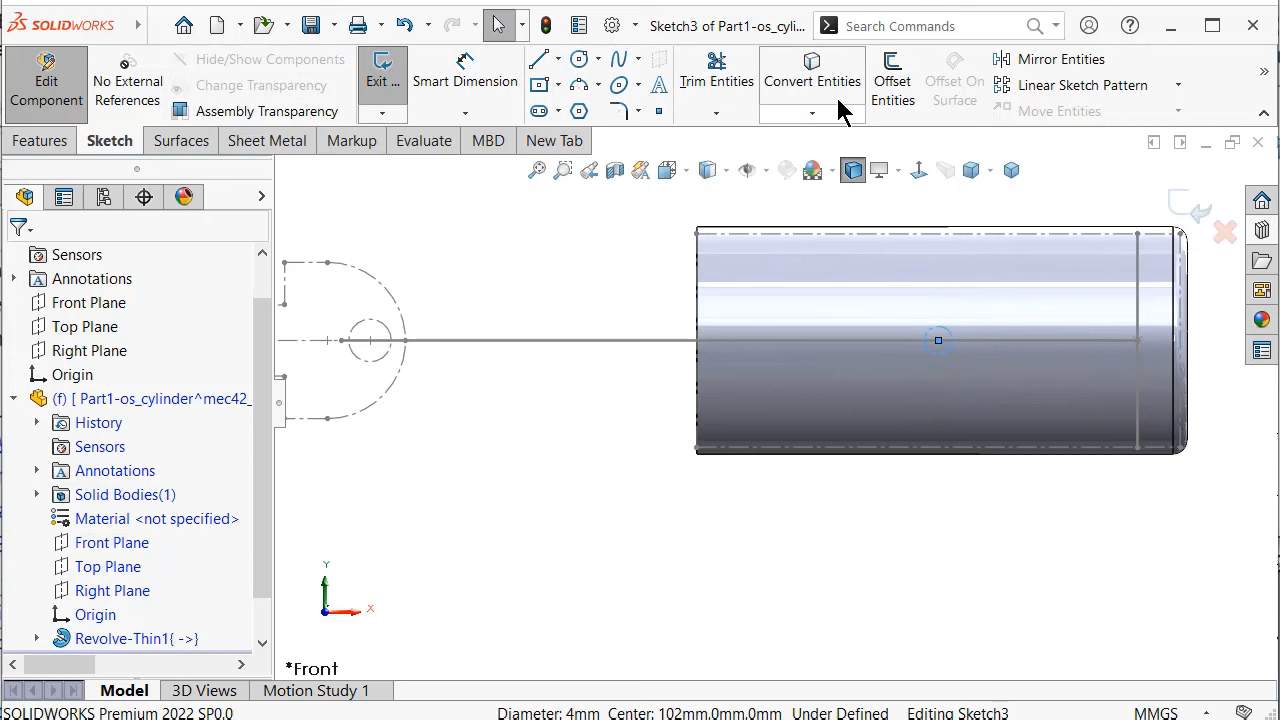 SOLIDWORKS
Sketch3 of Part1-os_cyli...
Search Commands
Edit Component
No External References
Hide/Show Components
Change Transparency
Assembly Transparency
Exit ...
Smart Dimension
Trim Entities
Convert Entities
Offset Entities
Offset On Surface
Mirror Entities
Linear Sketch Pattern
Move Entities
Features
Sketch
Surfaces
Sheet Metal
Markup
Evaluate
MBD
New Tab
Sensors
Annotations
Front Plane
Top Plane
Right Plane
Origin
(f) [ Part1-os_cylinder^mec42_
History
Sensors
Annotations
Solid Bodies(1)
Material <not specified>
Front Plane
Top Plane
Right Plane
Origin
Revolve-Thin1{ ->}
Y
X
*Front
Model
3D Views
Motion Study 1
SOLIDWORKS Premium 2022 SP0.0
Diameter: 4mm Center: 102mm,0mm,0mm
Under Defined
Editing Sketch3
MMGS